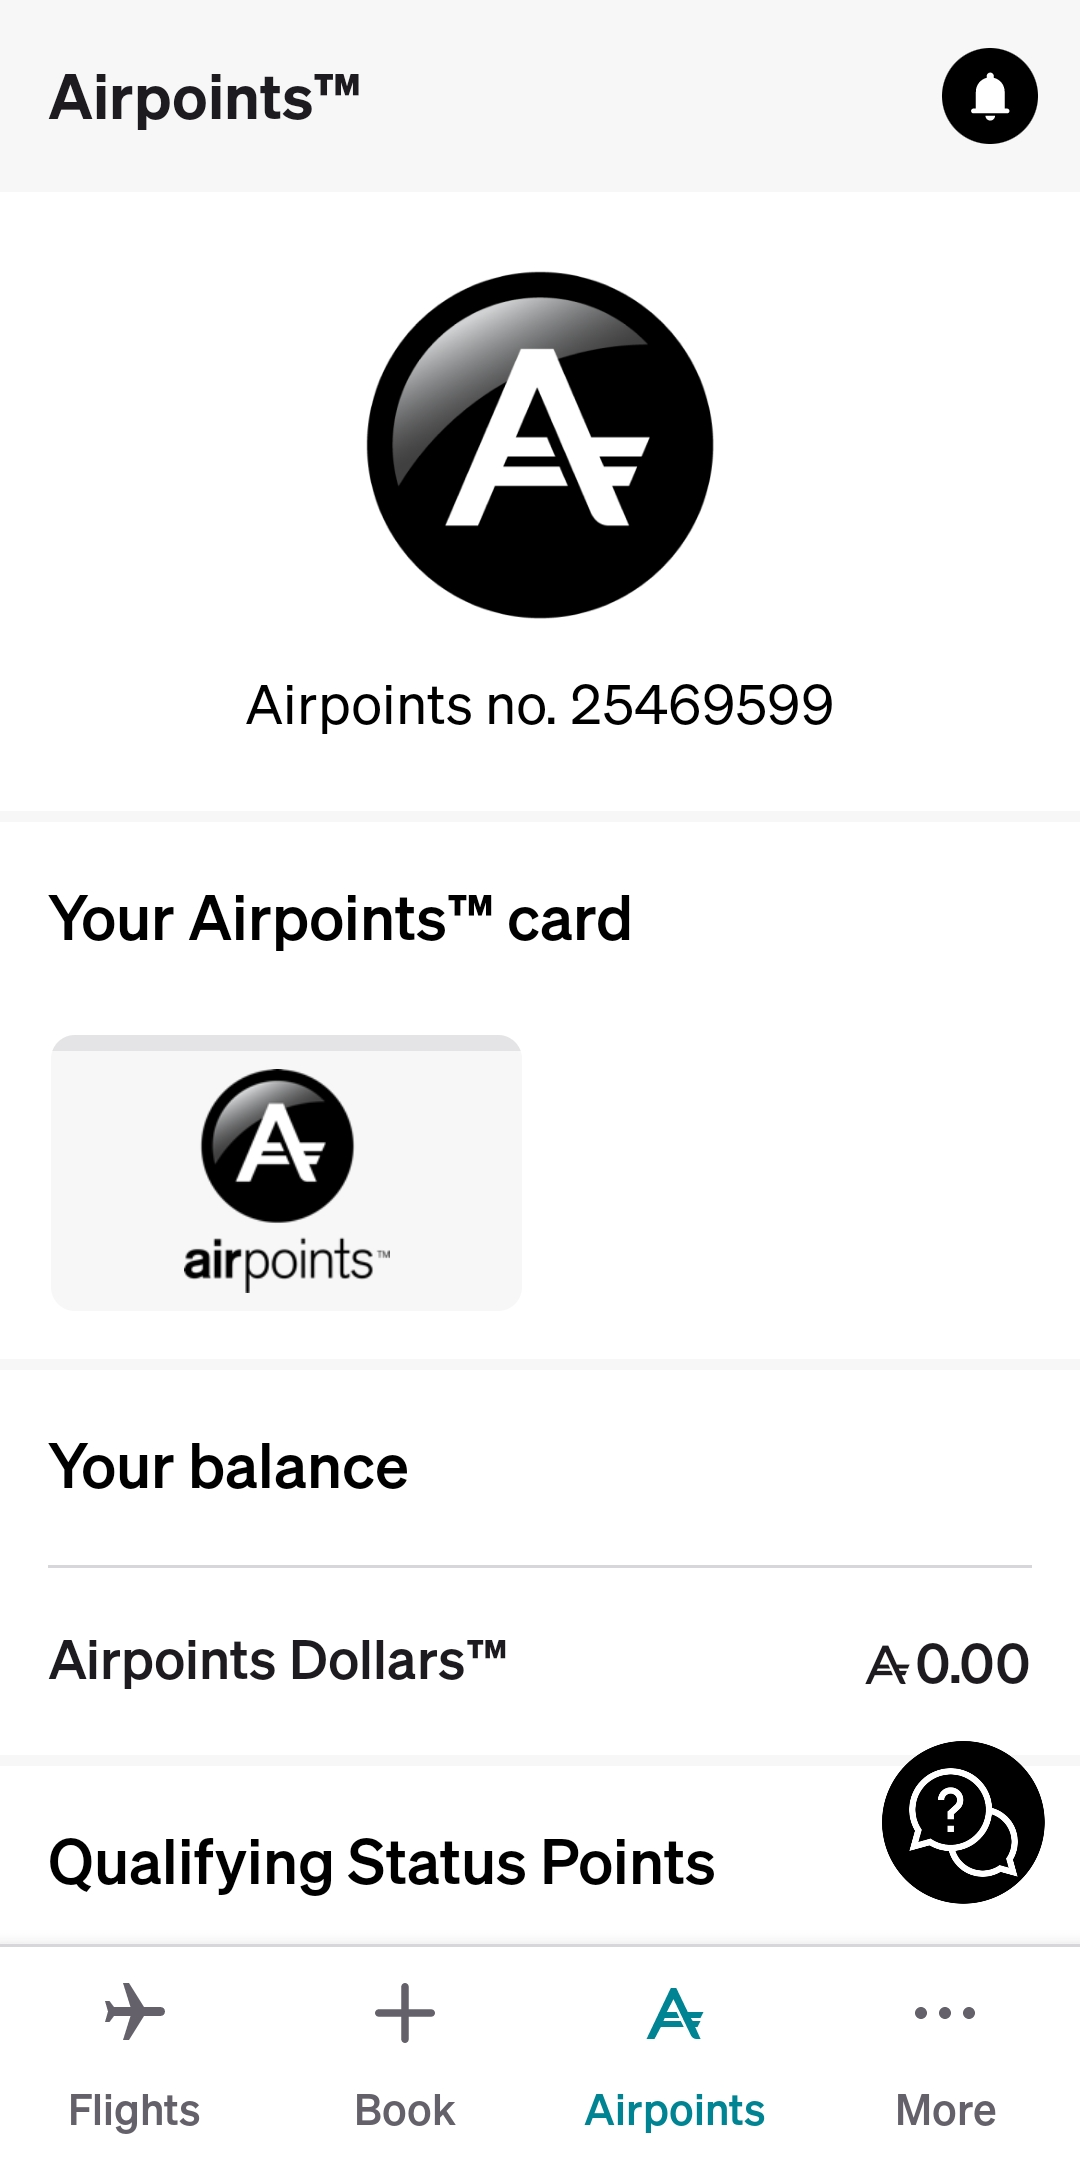 Airpoints™
Airpoints no. 25469599
Your Airpoints™ card
airpoints™
Your balance
Airpoints Dollars™ A0.00
?
Qualifying Status Points
Flights Book Airpoints More